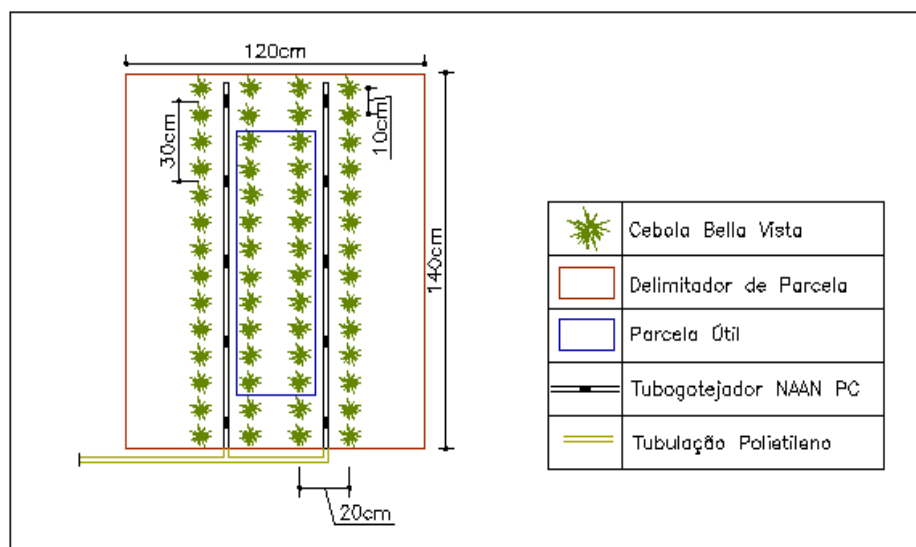 120cm
30cm
10cm
140cm
20cm
Cebola Bella Vista
Delimitador de Parcela
Parcela Útil
Tubogotejador NAAN PC
Tubulação Polietileno